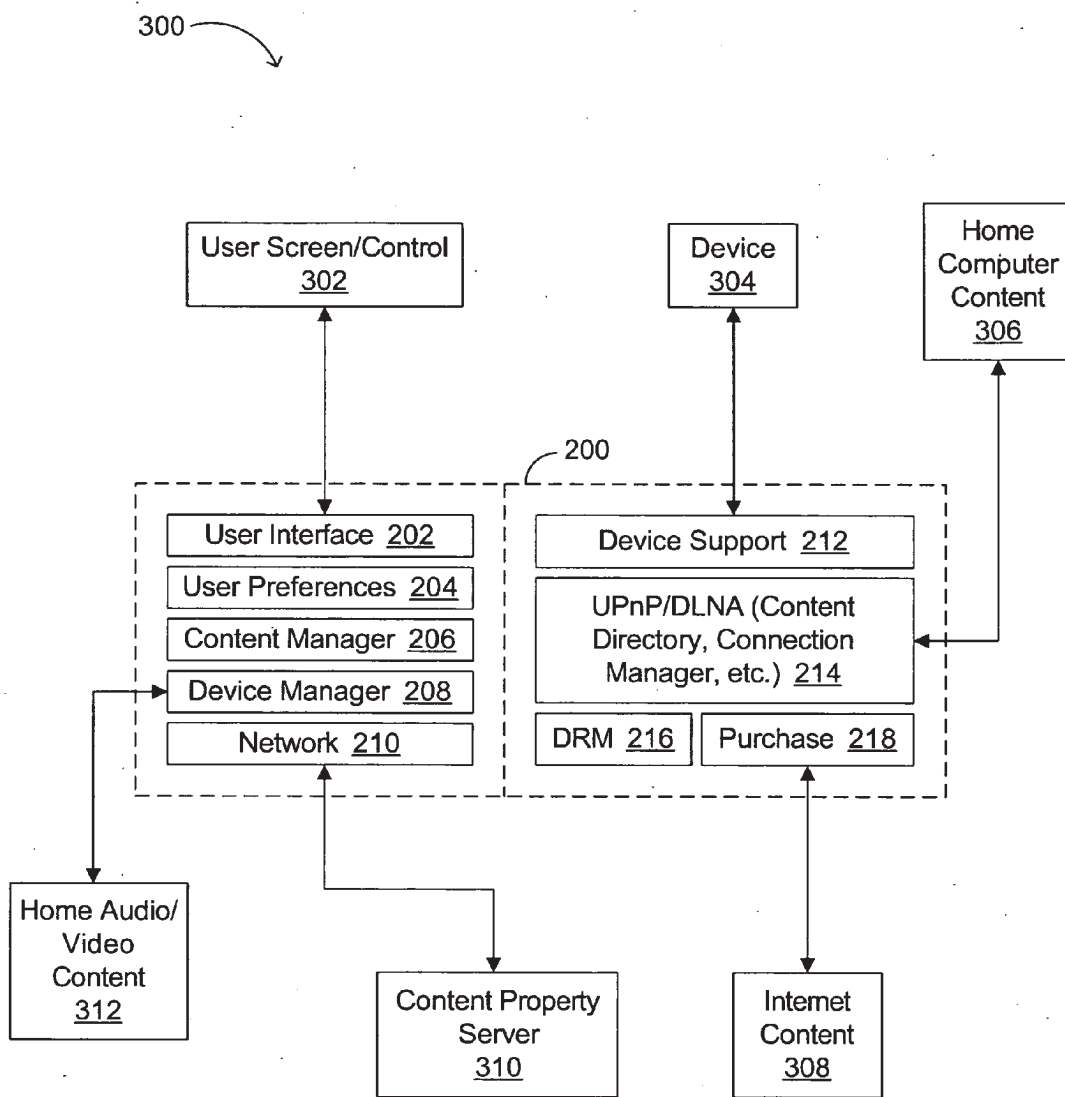 300
User Screen/Control
302
Device
304
Home
Computer
Content
306
200
User Interface 202
User Preferences 204
Content Manager 206
Device Manager 208
Network 210
Device Support 212
UPnP/DLNA (Content
Directory, Connection
Manager, etc.) 214
DRM 216
Purchase 218
Home Audio/
Video
Content
312
Content Property
Server
310
Internet
Content
308